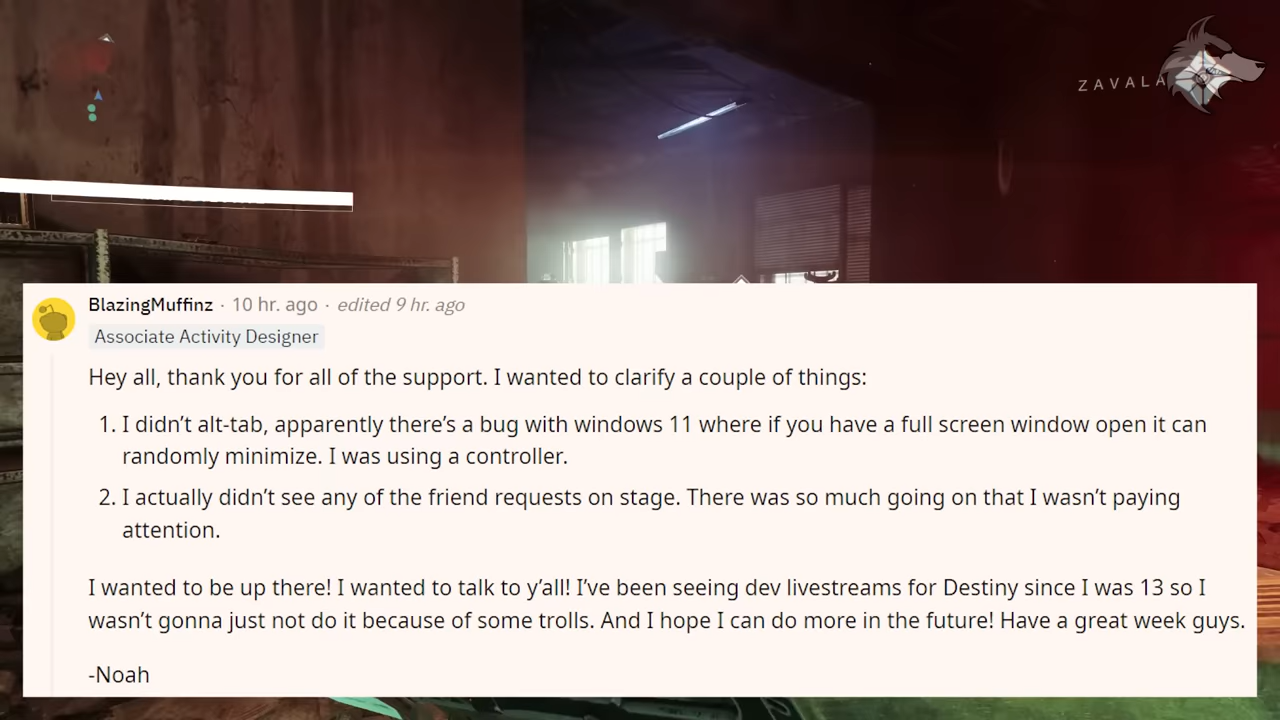 ZAVALA
BlazingMuffinz · 10 hr. ago · edited 9 hr. ago
Associate Activity Designer
Hey all, thank you for all of the support. I wanted to clarify a couple of things:
1. I didn’t alt-tab, apparently there’s a bug with windows 11 where if you have a full screen window open it can
randomly minimize. I was using a controller.
2. I actually didn’t see any of the friend requests on stage. There was so much going on that I wasn’t paying
attention.
I wanted to be up there! I wanted to talk to y’all! I’ve been seeing dev livestreams for Destiny since I was 13 so I
wasn’t gonna just not do it because of some trolls. And I hope I can do more in the future! Have a great week guys.
-Noah